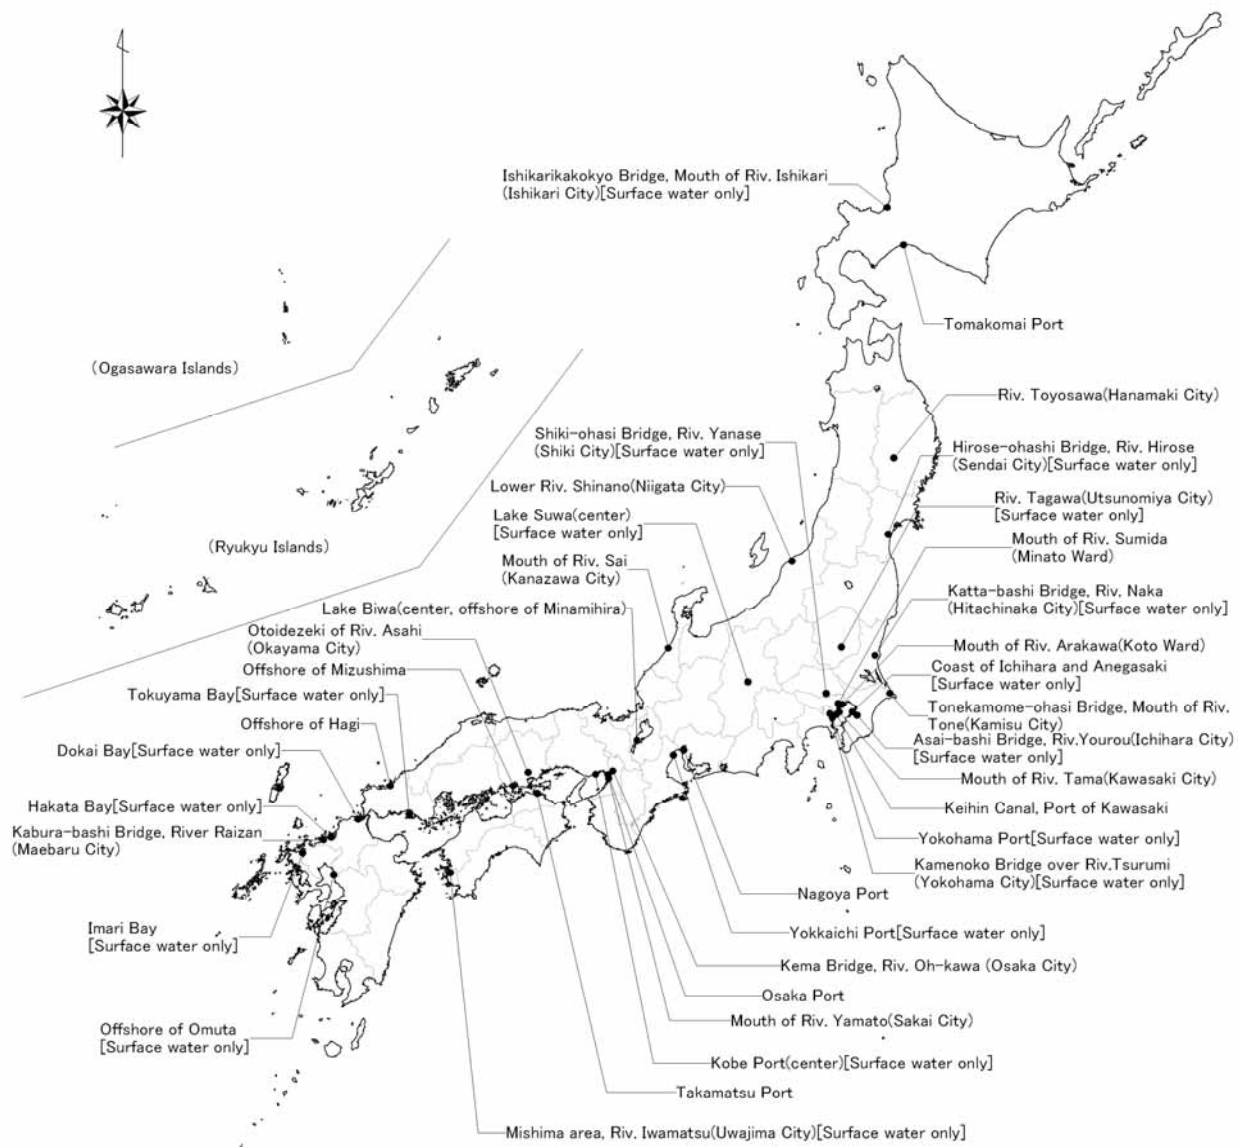 Ishikarikakokyo Bridge, Mouth of Riv. Ishikari
(Ishikari City)[Surface water only]
Tomakomai Port
(Ogasawara Islands)
Riv. Toyosawa(Hanamaki City)
Shiki-ohasi Bridge, Riv. Yanase
(Shiki City)[Surface water only]
Hirose-ohashi Bridge, Riv. Hirose
(Sendai City)[Surface water only]
Lower Riv. Shinano(Niigata City)
Riv. Tagawa(Utsunomiya City)
[Surface water only]
Lake Suwa(center)
[Surface water only]
(Ryukyu Islands)
Mouth of Riv. Sumida
(Minato Ward)
Mouth of Riv. Sai
(Kanazawa City)
Katta-bashi Bridge, Riv. Naka
(Hitachinaka City)[Surface water only]
Lake Biwa(center, offshore of Minamihira)
Otoidezeki of Riv. Asahi
(Okayama City)
Mouth of Riv. Arakawa(Koto Ward)
Offshore of Mizushima
Coast of Ichihara and Anegasaki
[Surface water only]
Tokuyama Bay[Surface water only]
Tonekamome-ohasi Bridge, Mouth of Riv.
Tone(Kamisu City)
Offshore of Hagi
Asai-bashi Bridge, Riv.Yourou(Ichihara City)
[Surface water only]
Dokai Bay[Surface water only]
Mouth of Riv. Tama(Kawasaki City)
Hakata Bay[Surface water only]
Keihin Canal, Port of Kawasaki
Kabura-bashi Bridge, River Raizan
(Maebaru City)
Yokohama Port[Surface water only]
Kamenoko Bridge over Riv.Tsurumi
(Yokohama City)[Surface water only]
Nagoya Port
Imari Bay
[Surface water only]
Yokkaichi Port[Surface water only]
Kema Bridge, Riv. Oh-kawa (Osaka City)
Osaka Port
Mouth of Riv. Yamato(Sakai City)
Offshore of Omuta
[Surface water only]
Kobe Port(center)[Surface water only]
Takamatsu Port
Mishima area, Riv. Iwamatsu(Uwajima City)[Surface water only]